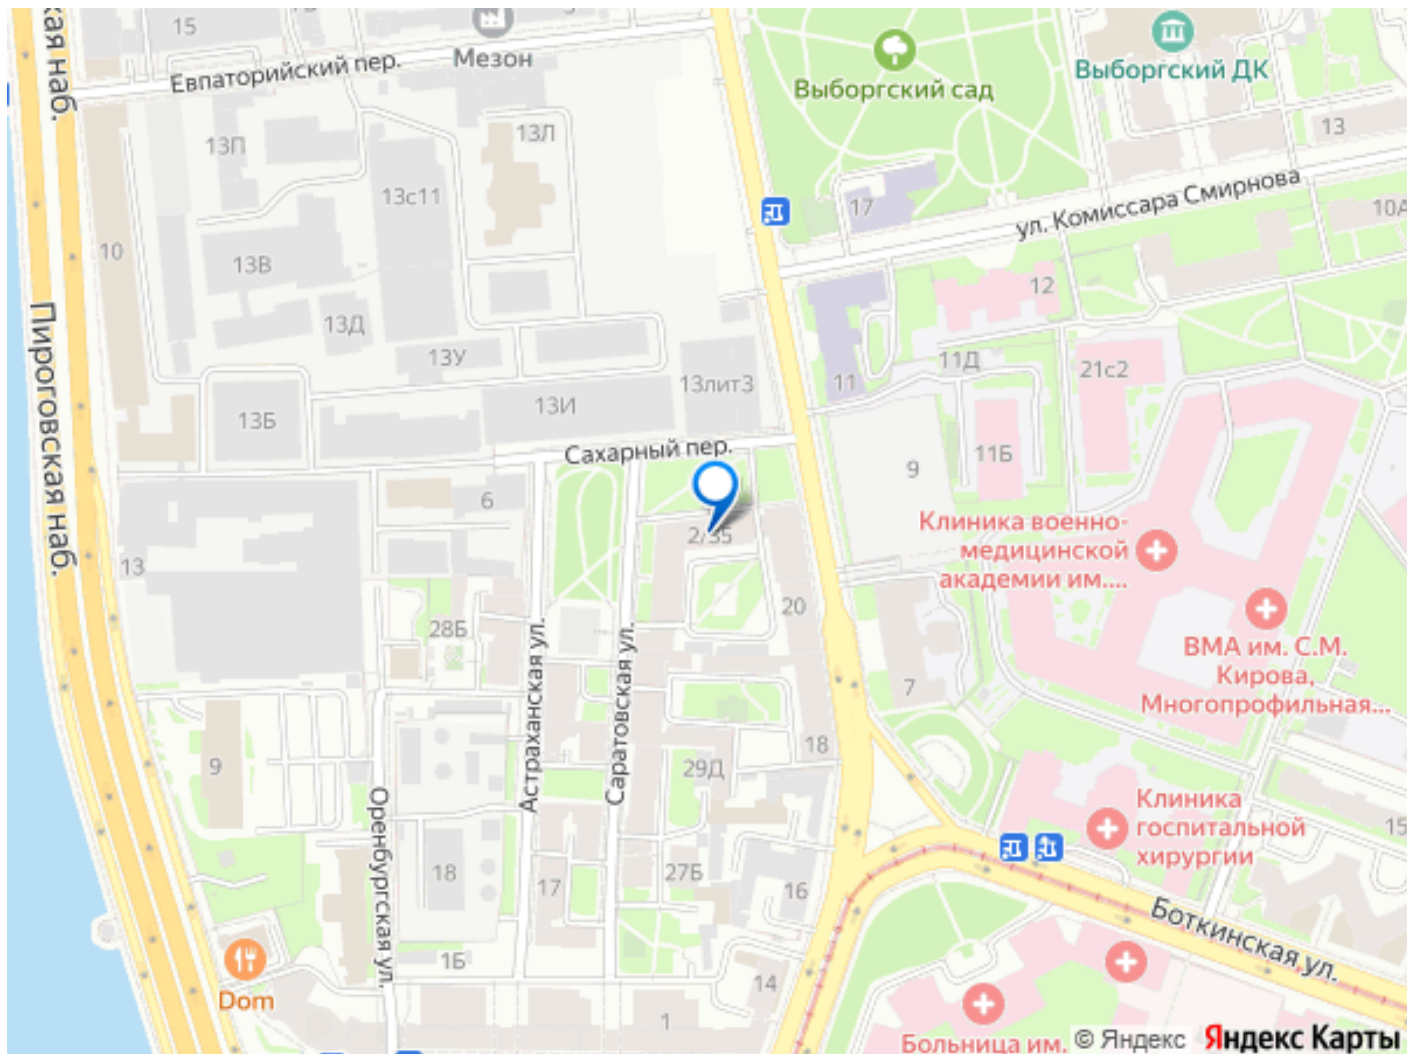 кая наб.
15
Мезон
Евпаторийский пер.
Выборгский сад
Выборгский ДК
13
13П
13Л
13с11
17
ул. Комиссара Смирнова
10А
10
13В
12
13Д
13У
11Д
21с2
11
13лит3
13И
13Б
Пироговская наб.
Сахарный пер.
11Б
9
6
2/35
Клиника военно-
медицинской
академии им....
13
20
28Б
ВМА им. С.М.
Кирова,
Многопрофильная...
7
Астраханская ул.
Саратовская ул.
18
9
29Д
Оренбургская ул.
Клиника
госпитальной
хирургии
15
18
17
27Б
16
Боткинская ул.
1Б
14
Dom
1
Больница им.
© Яндекс Яндекс Карты